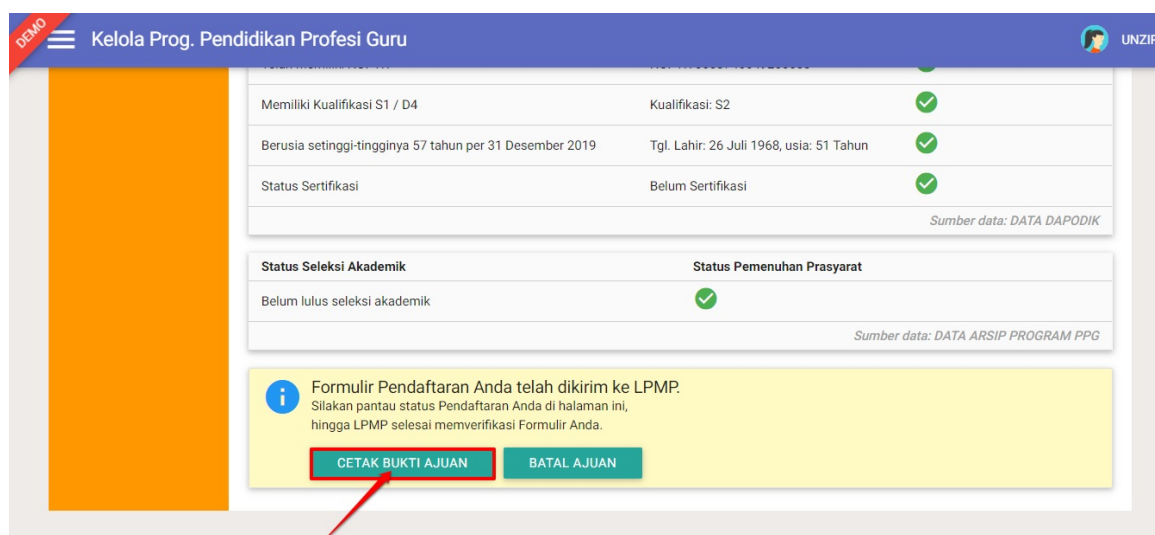 DEMO
Kelola Prog. Pendidikan Profesi Guru
UNZIF
Memiliki Kualifikasi S1 / D4 Kualifikasi: S2
Berusia setinggi-tingginya 57 tahun per 31 Desember 2019 Tgl. Lahir: 26 Juli 1968, usia: 51 Tahun
Status Sertifikasi Belum Sertifikasi
Sumber data: DATA DAPODIK
Status Seleksi Akademik Status Pemenuhan Prasyarat
Belum lulus seleksi akademik
Sumber data: DATA ARSIP PROGRAM PPG
Formulir Pendaftaran Anda telah dikirim ke LPMP.
Silakan pantau status Pendaftaran Anda di halaman ini,
hingga LPMP selesai memverifikasi Formulir Anda.
CETAK BUKTI AJUAN BATAL AJUAN